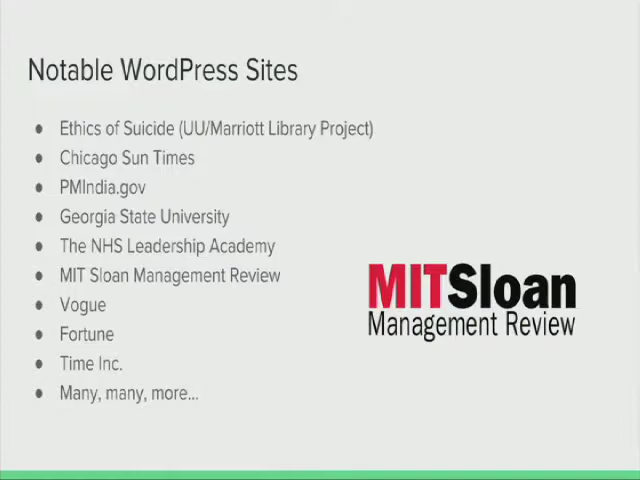 Notable WordPress Sites
● Ethics of Suicide (UU/Marriott Library Project)
● Chicago Sun Times
● PMIndia.gov
● Georgia State University
● The NHS Leadership Academy
● MIT Sloan Management Review
● Vogue
● Fortune
● Time Inc.
● Many, many, more...
MITSloan
Management Review